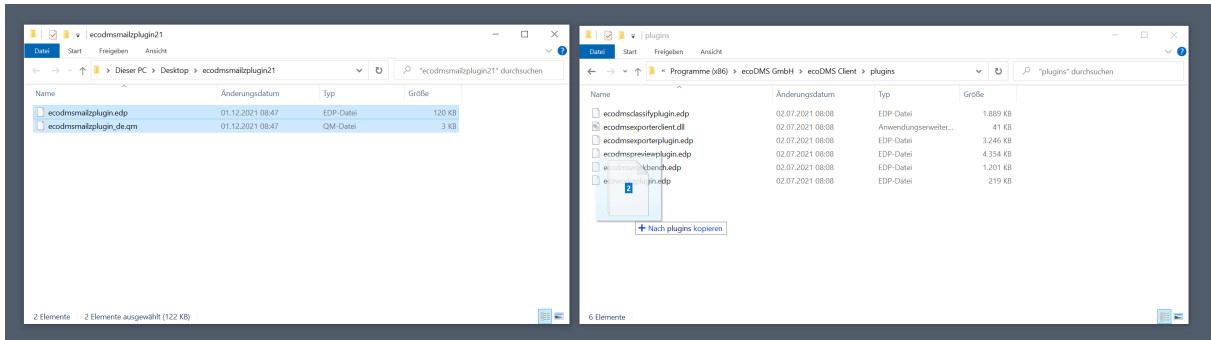 ecodmsmailzplugin21
Datei Start Freigeben Ansicht
Dieser PC > Desktop > ecodmsmailzplugin21
"ecodmsmailzplugin21" durchsuchen
Name Änderungsdatum Typ Größe
ecodmsmailzplugin.edp 01.12.2021 08:47 EDP-Datei 120 KB
ecodmsmailzplugin_de.qm 01.12.2021 08:47 QM-Datei 3 KB
2 Elemente 2 Elemente ausgewählt (122 KB)
plugins
Datei Start Freigeben Ansicht
« Programme (x86) > ecoDMS GmbH > ecoDMS Client > plugins
"plugins" durchsuchen
Name Änderungsdatum Typ Größe
ecodmsclassifyplugin.edp 02.07.2021 08:08 EDP-Datei 1.889 KB
ecodmsexporterclient.dll 02.07.2021 08:08 Anwendungserweiter... 41 KB
ecodmsexporterplugin.edp 02.07.2021 08:08 EDP-Datei 3.246 KB
ecodmspreviewplugin.edp 02.07.2021 08:08 EDP-Datei 4.354 KB
02.07.2021 08:08 EDP-Datei 1.201 KB
02.07.2021 08:08 EDP-Datei 219 KB
2
Nach plugins kopieren
6 Elemente